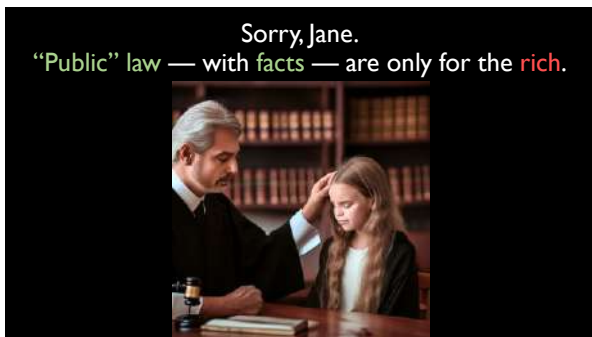 Sorry, Jane.
“Public” law — with facts — are only for the rich.